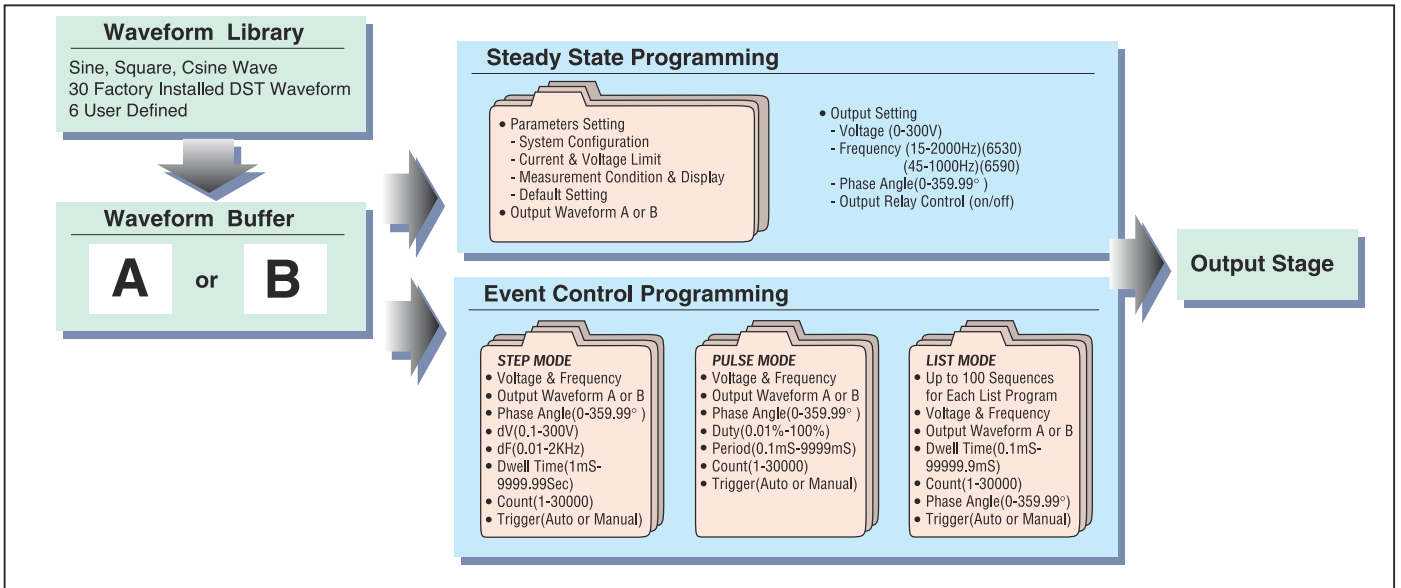 Waveform Library
Sine, Square, Csine Wave
30 Factory Installed DST Waveform
6 User Defined
Waveform Buffer
A or B
Steady State Programming
• Parameters Setting
- System Configuration
- Current & Voltage Limit
- Measurement Condition & Display
- Default Setting
• Output Waveform A or B
• Output Setting
- Voltage (0-300V)
- Frequency (15-2000Hz)(6530)
(45-1000Hz)(6590)
- Phase Angle(0-359.99° )
- Output Relay Control (on/off)
Event Control Programming
STEP MODE
• Voltage & Frequency
• Output Waveform A or B
• Phase Angle(0-359.99° )
• dV(0.1-300V)
• dF(0.01-2KHz)
• Dwell Time(1mS-
9999.99Sec)
• Count(1-30000)
• Trigger(Auto or Manual)
PULSE MODE
• Voltage & Frequency
• Output Waveform A or B
• Phase Angle(0-359.99° )
• Duty(0.01%-100%)
• Period(0.1mS-9999mS)
• Count(1-30000)
• Trigger(Auto or Manual)
LIST MODE
• Up to 100 Sequences
for Each List Program
• Voltage & Frequency
• Output Waveform A or B
• Dwell Time(0.1mS-
99999.9mS)
• Count(1-30000)
• Phase Angle(0-359.99°)
• Trigger(Auto or Manual)
Output Stage